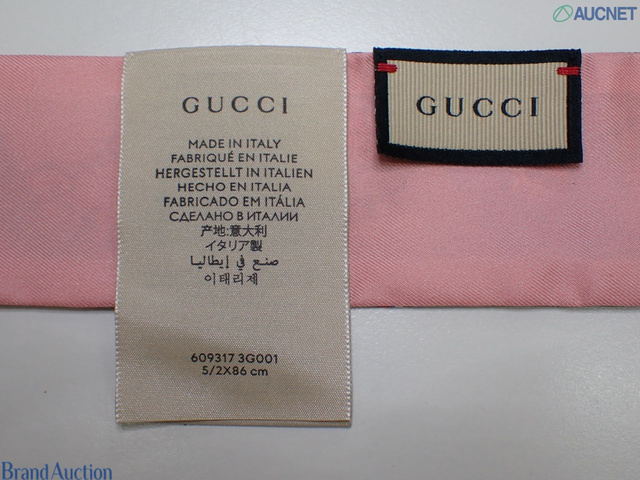 AUCNET
GUCCI
MADE IN ITALY
FABRIQUÉ EN ITALIE
HERGESTELLT IN ITALIEN
HECHO EN ITALIA
FABRICADO EM ITÁLIA
СДЕЛАНО В ИТАЛИИ
产地:意大利
イタリア製
صنع في إيطاليا
이태리제
609317 3G001
5/2X86 cm
GUCCI
Brand Auction